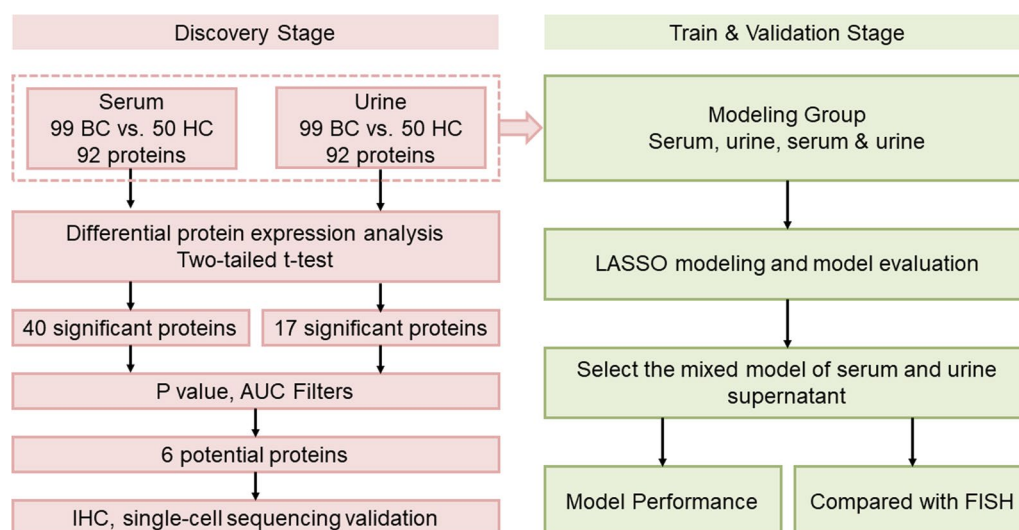 Discovery Stage
Serum
99 BC vs. 50 HC
92 proteins
Urine
99 BC vs. 50 HC
92 proteins
Differential protein expression analysis
Two-tailed t-test
40 significant proteins
17 significant proteins
P value, AUC Filters
6 potential proteins
IHC, single-cell sequencing validation
Train & Validation Stage
Modeling Group
Serum, urine, serum & urine
LASSO modeling and model evaluation
Select the mixed model of serum and urine
supernatant
Model Performance
Compared with FISH